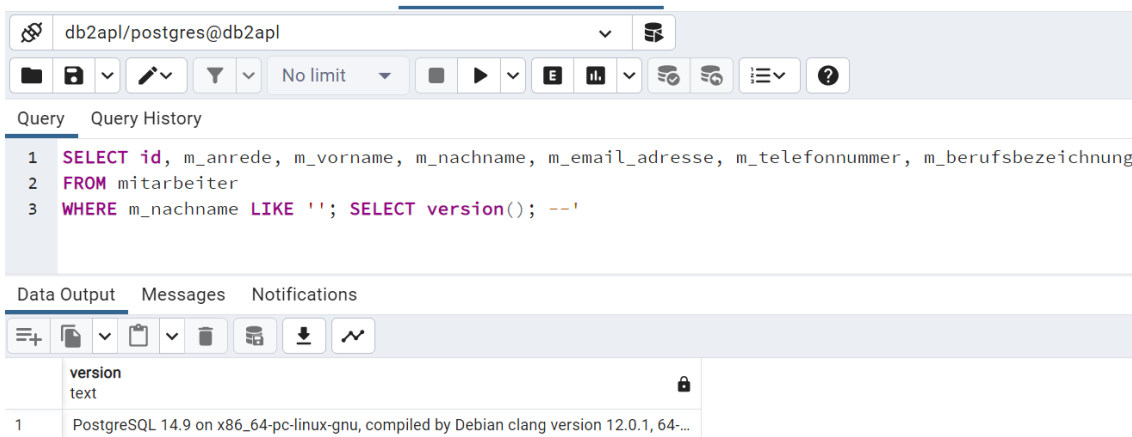 db2apl/postgres@db2apl
No limit
E
Query Query History
1 SELECT id, m_anrede, m_vorname, m_nachname, m_email_adresse, m_telefonnummer, m_berufsbezeichnung
2 FROM mitarbeiter
3 WHERE m_nachname LIKE ''; SELECT version(); --'
Data Output Messages Notifications
version
text
1 PostgreSQL 14.9 on x86_64-pc-linux-gnu, compiled by Debian clang version 12.0.1, 64-...